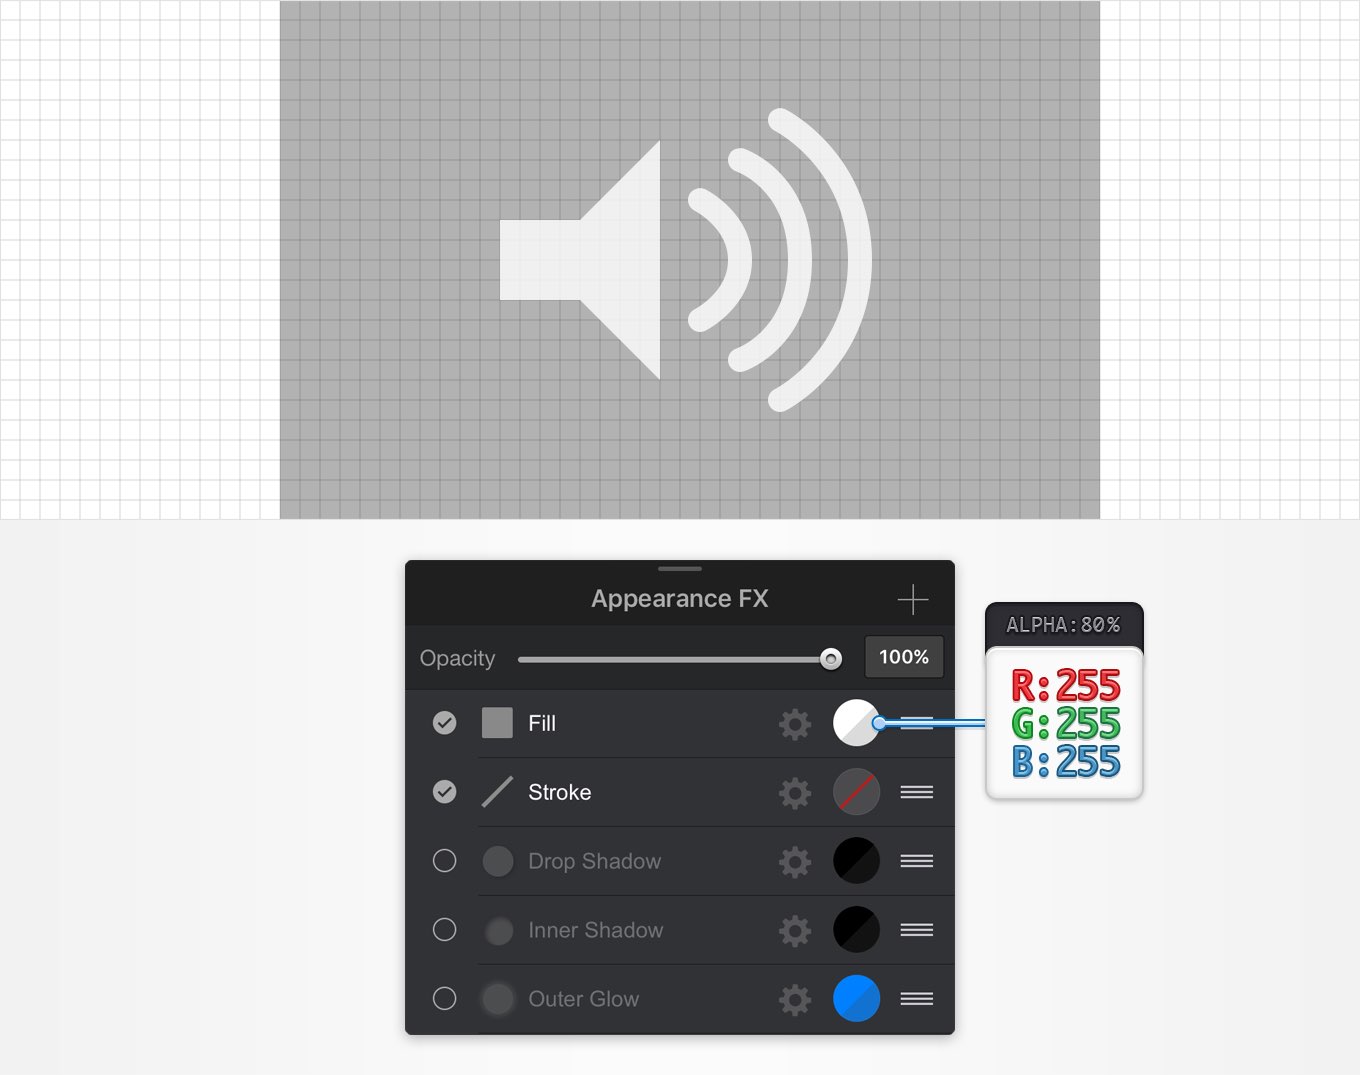 Appearance FX
Opacity
100%
ALPHA:80%
R:255
G:255
B:255
Fill
Stroke
Drop Shadow
Inner Shadow
Outer Glow